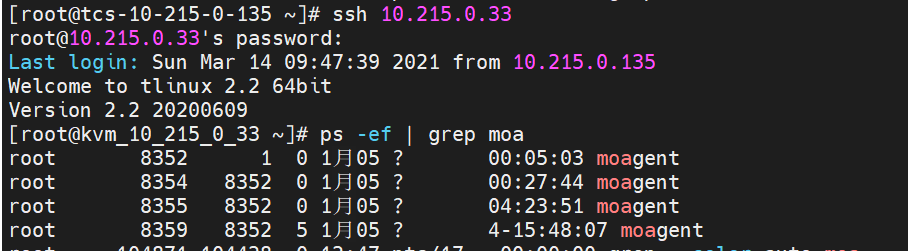 [root@tcs-10-215-0-135 ~]# ssh 10.215.0.33
root@10.215.0.33's password:
Last login: Sun Mar 14 09:47:39 2021 from 10.215.0.135
Welcome to tlinux 2.2 64bit
Version 2.2 20200609
[root@kvm_10_215_0_33 ~]# ps -ef | grep moa
root 8352 1 0 1月05 ? 00:05:03 moagent
root 8354 8352 0 1月05 ? 00:27:44 moagent
root 8355 8352 0 1月05 ? 04:23:51 moagent
root 8359 8352 5 1月05 ? 4-15:48:07 moagent